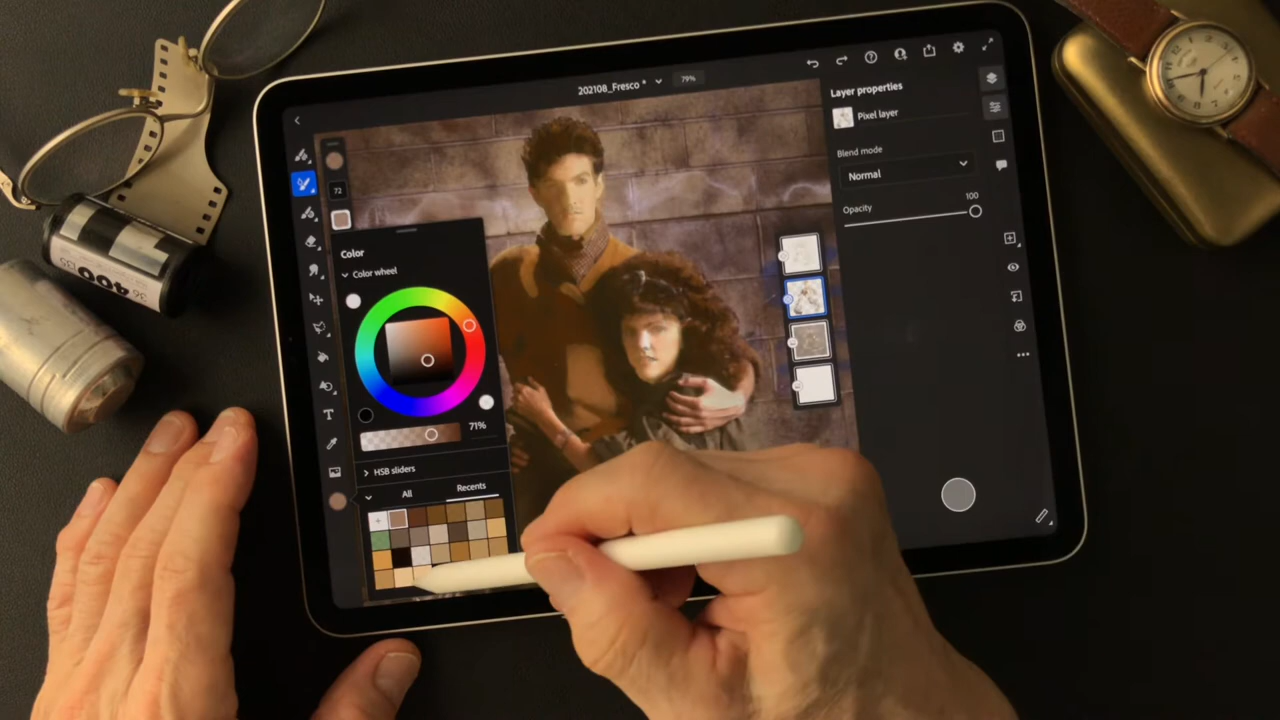 202108_Fresco *
79%
Layer properties
Pixel layer
Blend mode
Normal
Opacity
100
72
Color
Color wheel
71%
HSB sliders
All
Recents
T
400
36